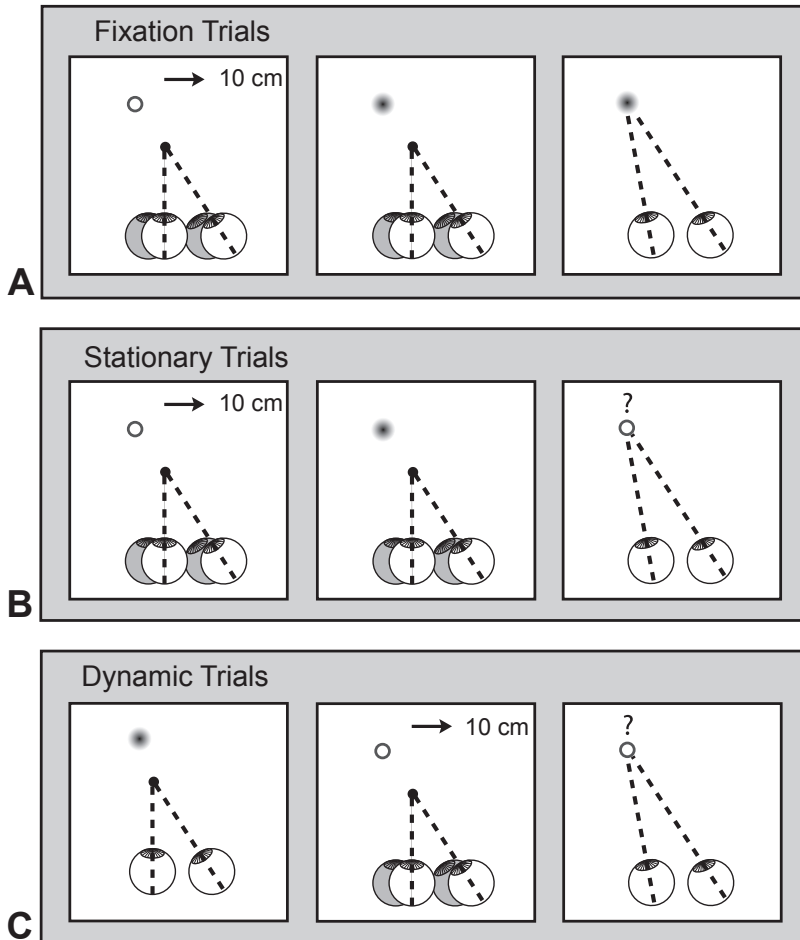 Fixation Trials
10 cm
A
Stationary Trials
10 cm
?
B
Dynamic Trials
10 cm
?
C